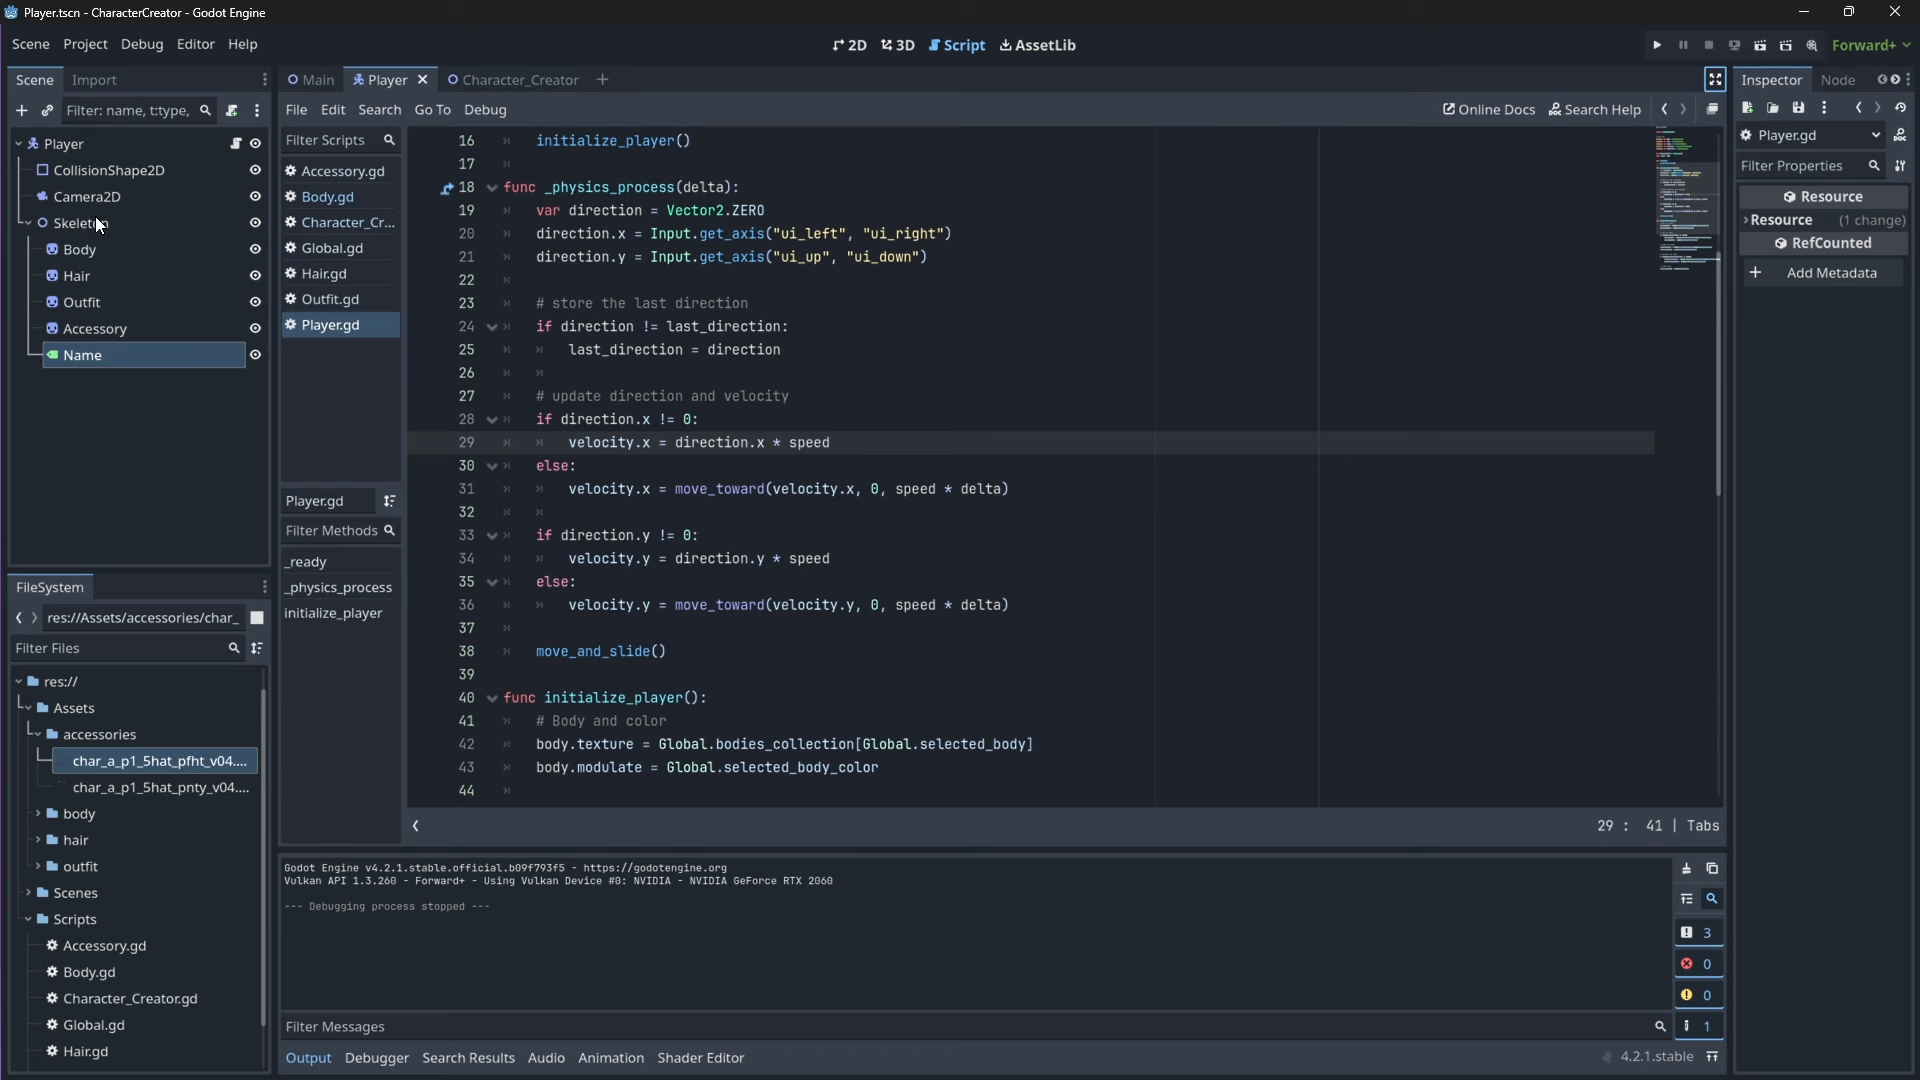 Player.tscn - CharacterCreator - Godot Engine
Scene Project Debug Editor Help
2D 3D Script AssetLib
Forward+
Scene Import
Filter: name, t:type,
Player
CollisionShape2D
Camera2D
Body
Hair
Outfit
Accessory
Name
FileSystem
res://Assets/accessories/char_
Filter Files
res://
Assets
accessories
char_a_p1_5hat_pfht_v04....
char_a_p1_5hat_pnty_v04....
body
hair
outfit
Scenes
Scripts
Accessory.gd
Body.gd
Character_Creator.gd
Global.gd
Hair.gd
Main Player Character_Creator
File Edit Search Go To Debug
Online Docs Search Help
Filter Scripts
Accessory.gd
Body.gd
Character_Cr...
Global.gd
Hair.gd
Outfit.gd
Player.gd
Player.gd
Filter Methods
_ready
_physics_process
initialize_player
16 initialize_player()
17
18 func _physics_process(delta):
19 var direction = Vector2.ZERO
20 direction.x = Input.get_axis("ui_left", "ui_right")
21 direction.y = Input.get_axis("ui_up", "ui_down")
22
23 # store the last direction
24 if direction != last_direction:
25 last_direction = direction
26
27 # update direction and velocity
28 if direction.x != 0:
29 velocity.x = direction.x * speed
30 else:
31 velocity.x = move_toward(velocity.x, 0, speed * delta)
32
33 if direction.y != 0:
34 velocity.y = direction.y * speed
35 else:
36 velocity.y = move_toward(velocity.y, 0, speed * delta)
37
38 move_and_slide()
39
40 func initialize_player():
41 # Body and color
42 body.texture = Global.bodies_collection[Global.selected_body]
43 body.modulate = Global.selected_body_color
44
29 : 41 | Tabs
Godot Engine v4.2.1.stable.official.b09f793f5 - https://godotengine.org
Vulkan API 1.3.260 - Forward+ - Using Vulkan Device #0: NVIDIA - NVIDIA GeForce RTX 2060
--- Debugging process stopped ---
3
0
0
1
Filter Messages
Output Debugger Search Results Audio Animation Shader Editor
4.2.1.stable
Inspector Node
Player.gd
Filter Properties
Resource
Resource (1 change)
RefCounted
Add Metadata